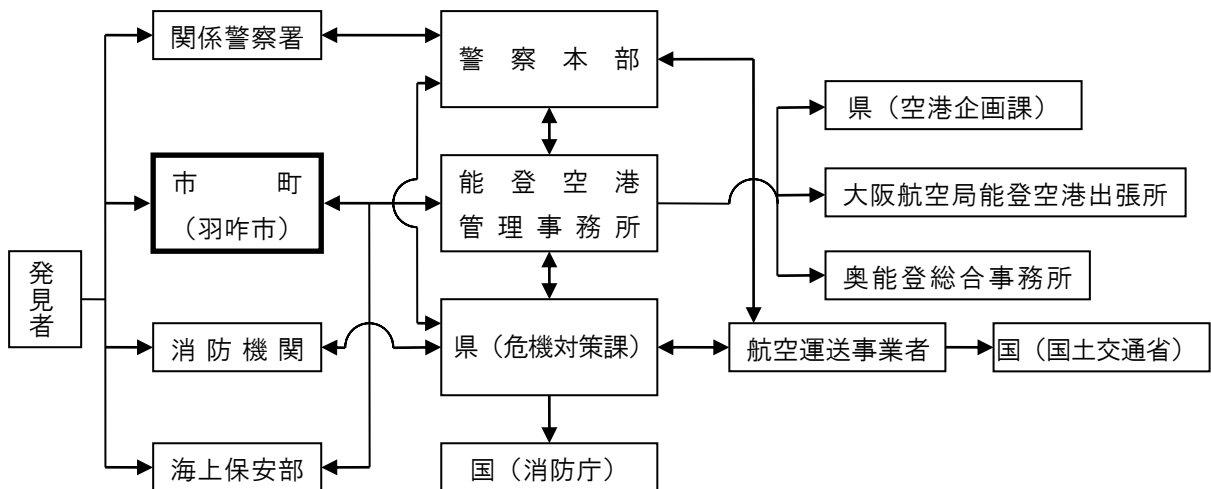 関係警察署
警察本部
県（空港企画課）
市町
（羽咋市）
能登空港
管理事務所
大阪航空局能登空港出張所
奥能登総合事務所
発見者
消防機関
県（危機対策課）
航空運送事業者
国（国土交通省）
海上保安部
国（消防庁）